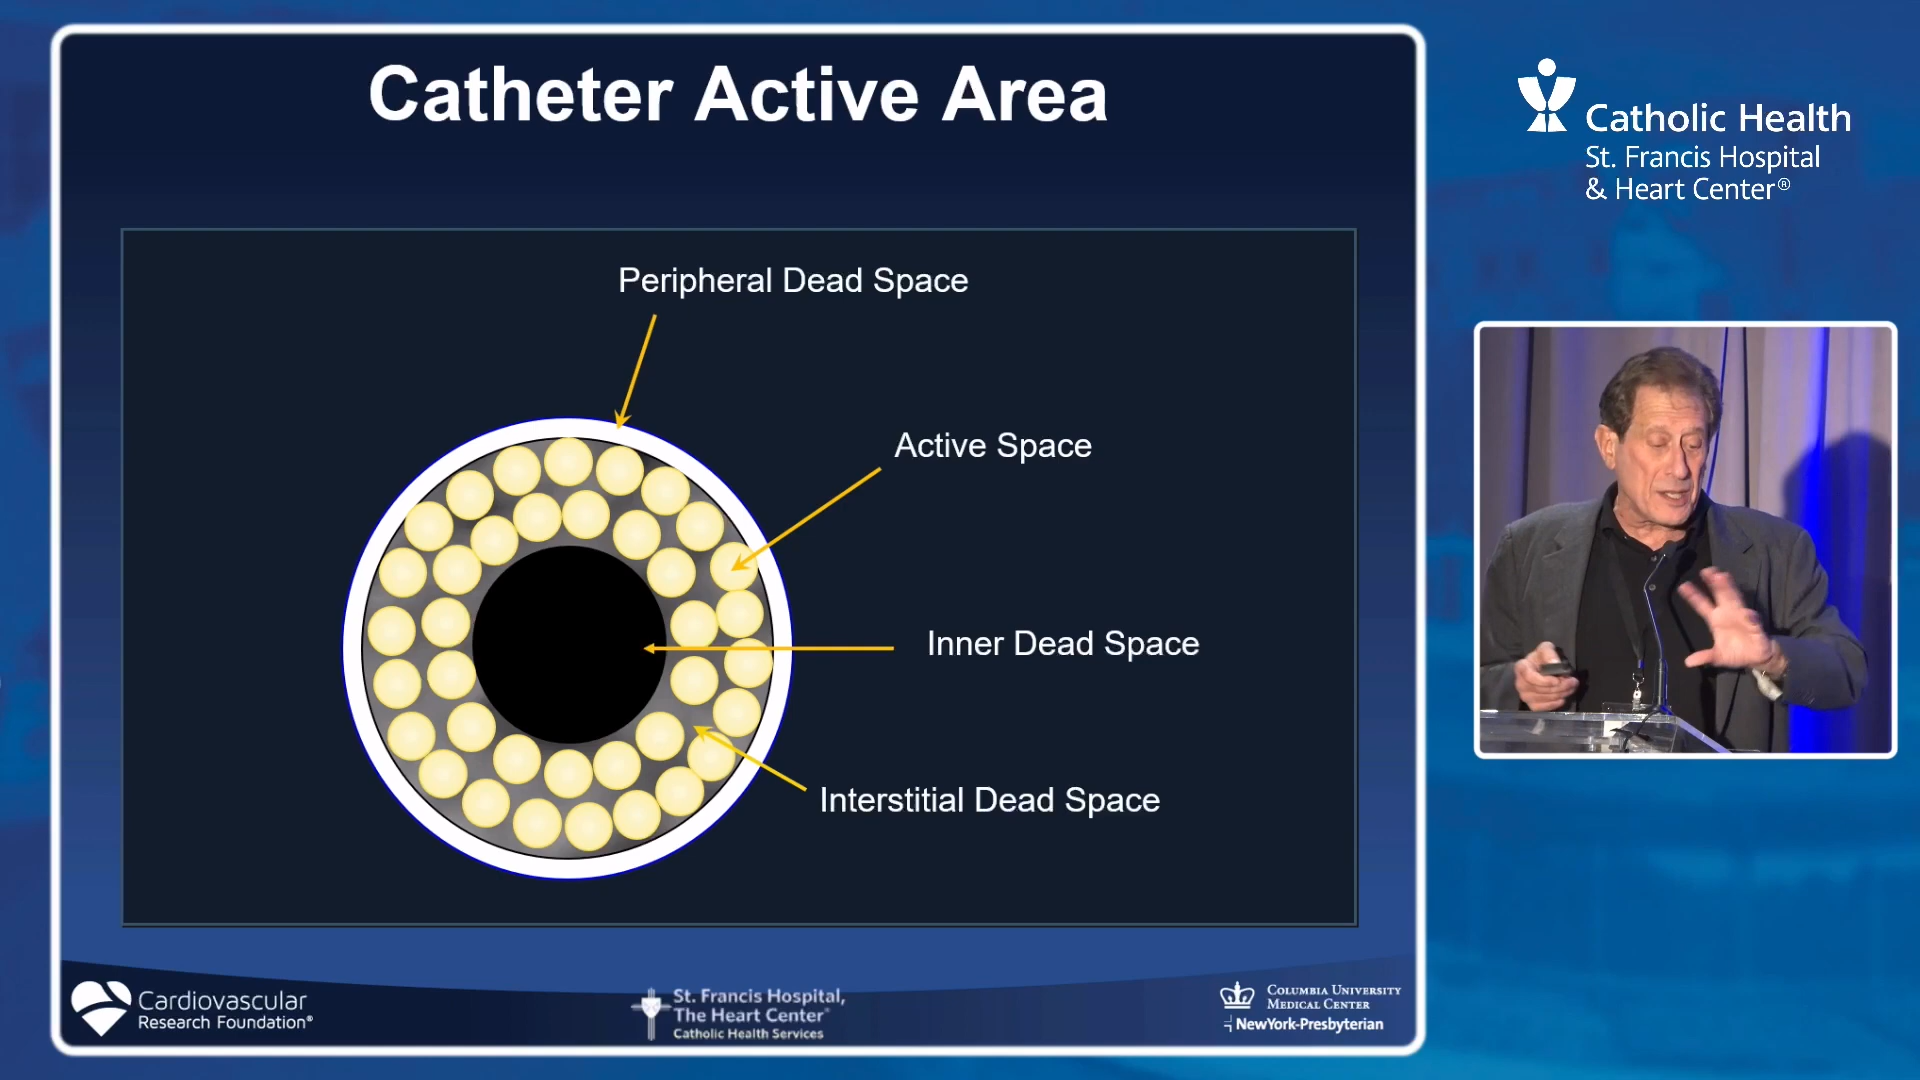 Catheter Active Area
Peripheral Dead Space
Active Space
Inner Dead Space
Interstitial Dead Space
Cardiovascular
Research Foundation®
St. Francis Hospital,
The Heart Center®
Catholic Health Services
COLUMBIA UNIVERSITY
MEDICAL CENTER
NewYork-Presbyterian
Catholic Health
St. Francis Hospital
& Heart Center®